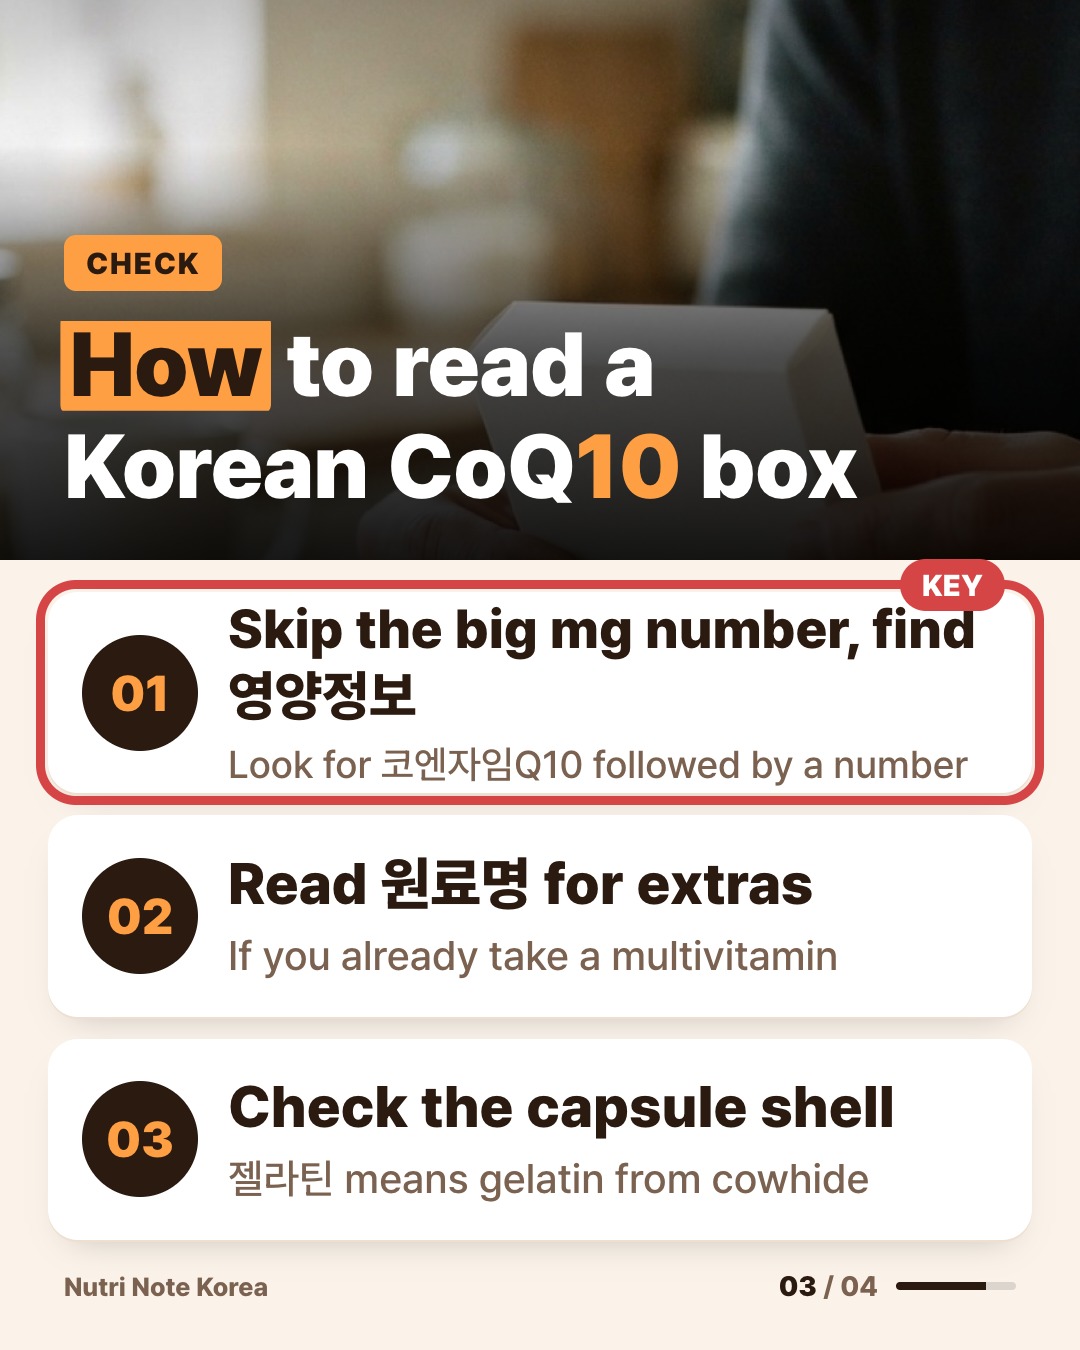 CHECK
How to read a
Korean CoQ10 box
KEY
01
Skip the big mg number, find
영양정보
Look for 코엔자임Q10 followed by a number
02
Read 원료명 for extras
If you already take a multivitamin
03
Check the capsule shell
젤라틴 means gelatin from cowhide
Nutri Note Korea
03 / 04